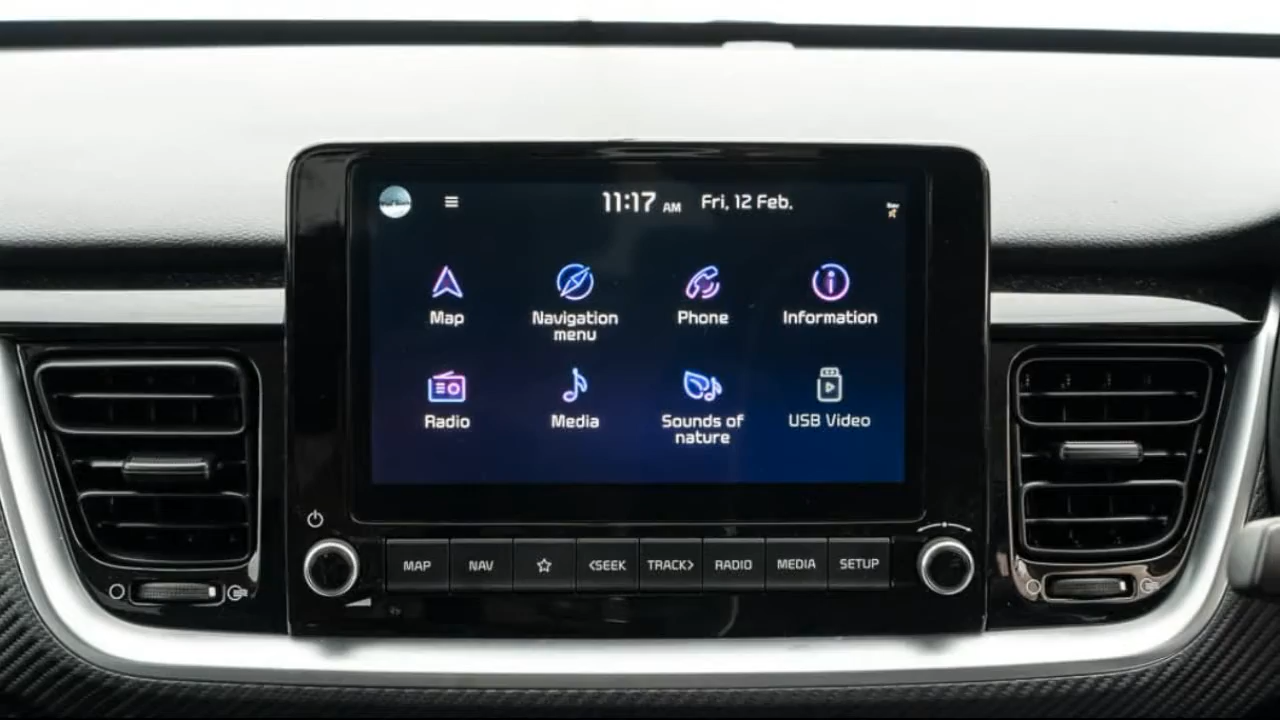 11:17 AM Fri, 12 Feb.
Map
Navigation
menu
Phone
Information
Radio
Media
Sounds of
nature
USB Video
MAP
NAV
<SEEK
TRACK>
RADIO
MEDIA
SETUP